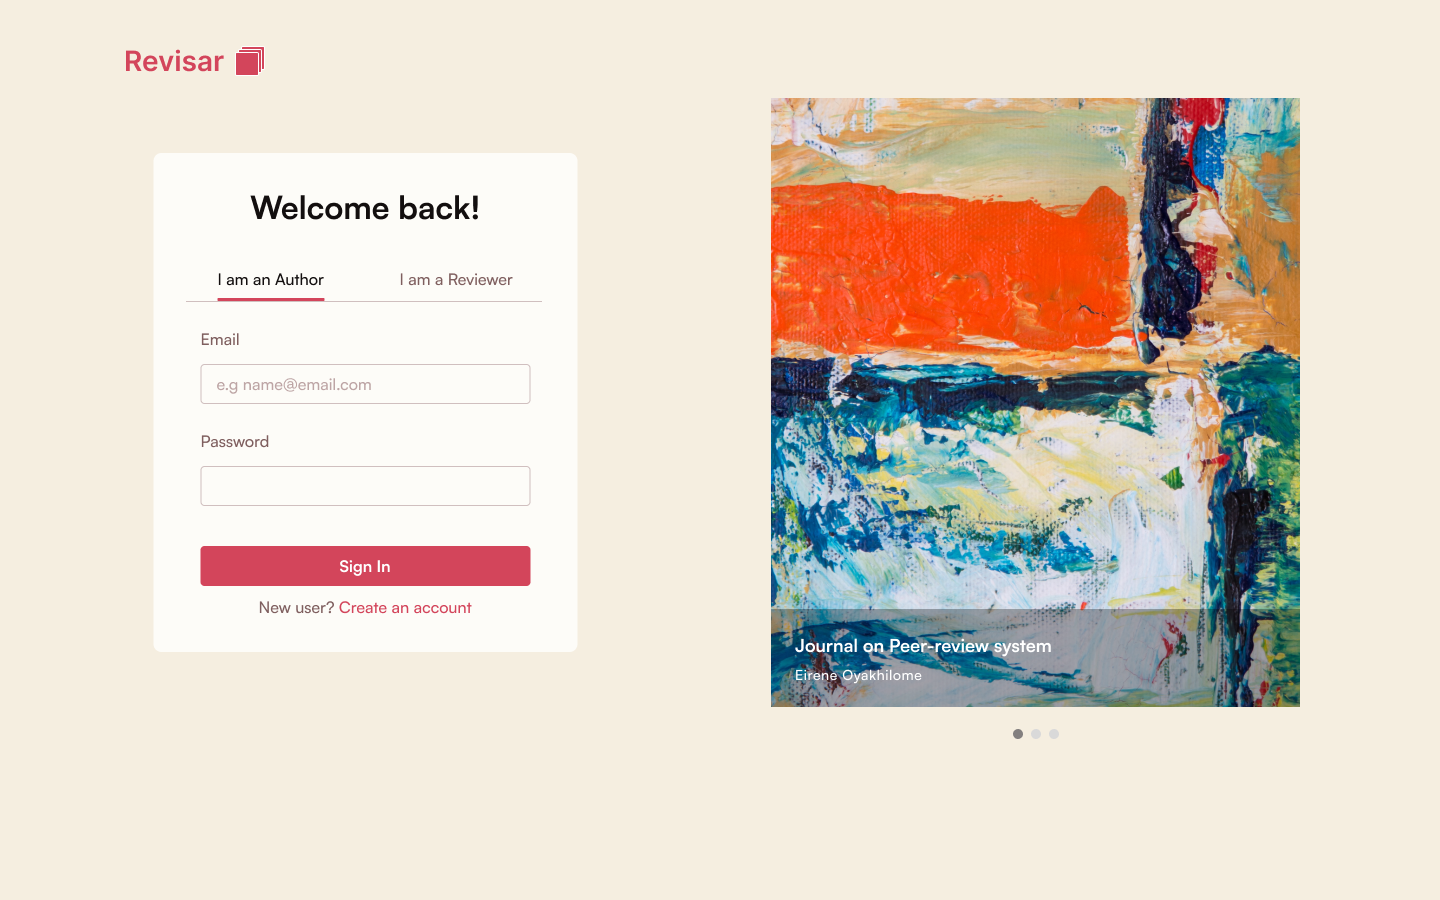 Revisar
Welcome back!
I am an Author
I am a Reviewer
Email
e.g name@email.com
Password
Sign In
New user? Create an account
Journal on Peer-review system
Eirene Oyakhilome